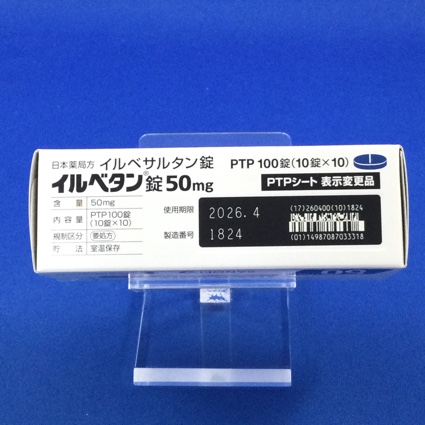 日本薬局方 イルベサルタン錠
PTP 100錠(10錠×10)
イルベタン®錠50mg
PTPシート 表示変更品
含量 50mg
内容量 PTP100錠
(10錠×10)
規制区分 要処方
貯法 室温保存
使用期限 2026.4
製造番号 1824
(17)260400(10)1824
(01)14987087033318